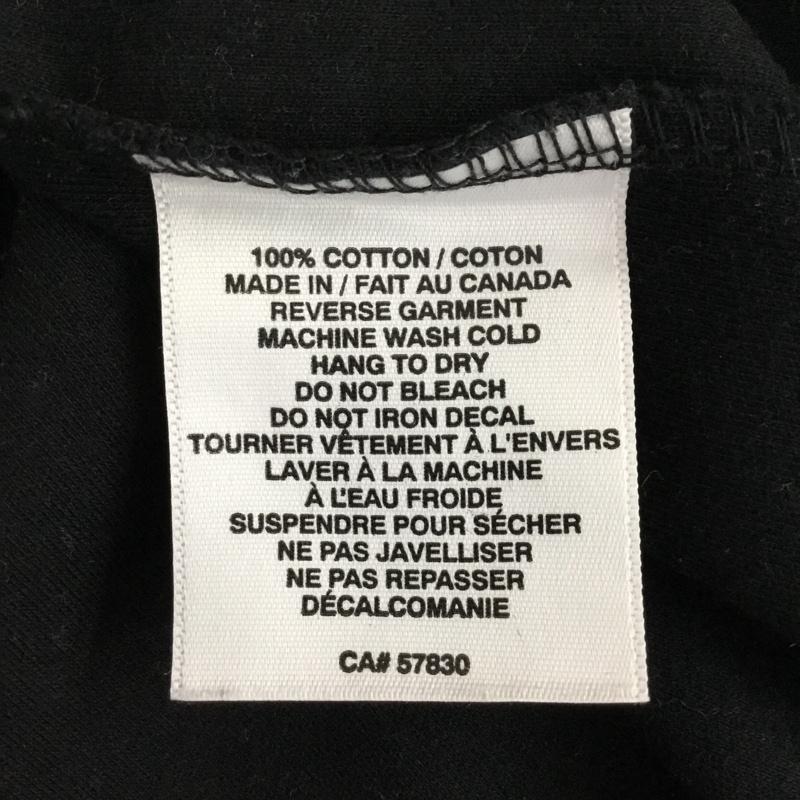 100% COTTON / COTON
MADE IN / FAIT AU CANADA
REVERSE GARMENT
MACHINE WASH COLD
HANG TO DRY
DO NOT BLEACH
DO NOT IRON DECAL
TOURNER VÊTEMENT À L'ENVERS
LAVER À LA MACHINE
À L'EAU FROIDE
SUSPENDRE POUR SÉCHER
NE PAS JAVELLISER
NE PAS REPASSER
DÉCALCOMANIE
CA# 57830